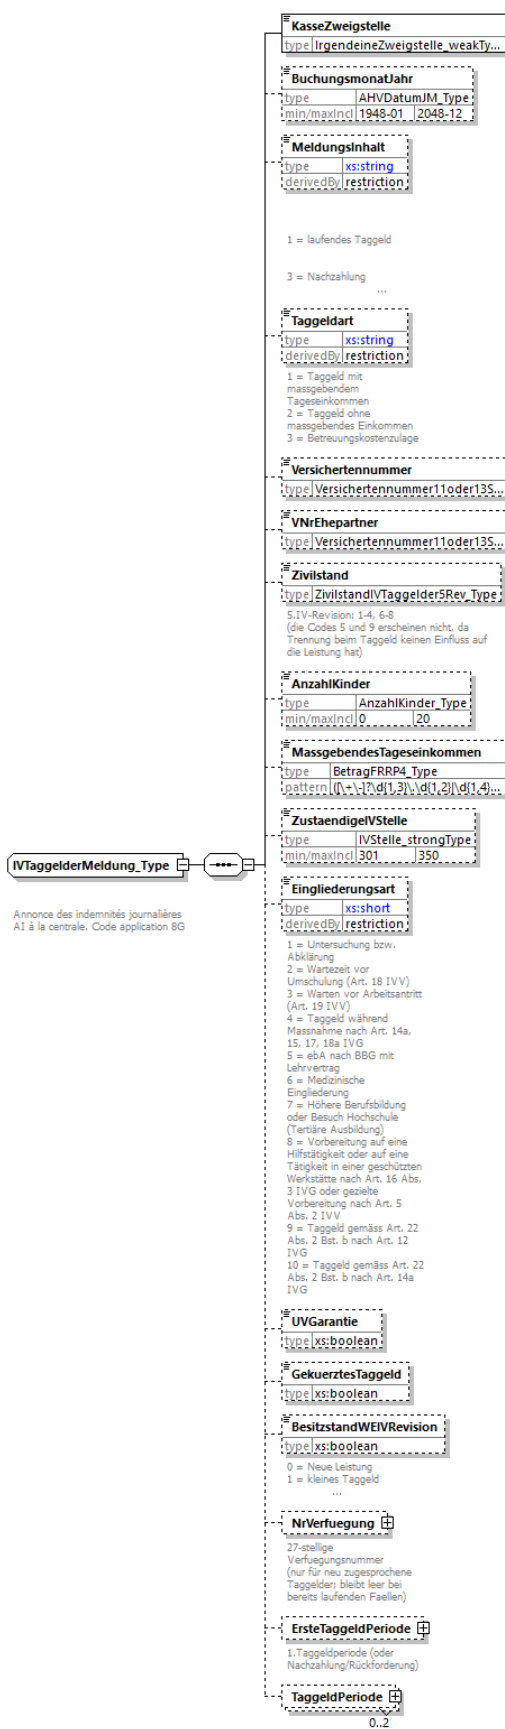 KasseZweigstelle
type IrgendeineZweigstelle_weakTy...
BuchungsmonatJahr
type AHVDatumJM_Type
min/maxIncl 1948-01 2048-12
MeldungsInhalt
type xs:string
derivedBy restriction
1 = laufendes Taggeld
3 = Nachzahlung
...
Taggeldart
type xs:string
derivedBy restriction
1 = Taggeld mit
massgebendem
Tageseinkommen
2 = Taggeld ohne
massgebendes Einkommen
3 = Betreuungskostenzulage
Versichertennummer
type Versichertennummer11oder13S...
VNrEhepartner
type Versichertennummer11oder13S...
Zivilstand
type ZivilstandIVTaggelder5Rev_Type
5.IV-Revision: 1-4, 6-8
(die Codes 5 und 9 erscheinen nicht, da
Trennung beim Taggeld keinen Einfluss auf
die Leistung hat)
AnzahlKinder
type AnzahlKinder_Type
min/maxIncl 0 20
MassgebendesTageseinkommen
type BetragFRRP4_Type
pattern ([\+\-]?\d{1,3}\.\d{1,2}|\d{1,4}...
ZustaendigeIVStelle
type IVStelle_strongType
min/maxIncl 301 350
IVTaggelderMeldung_Type
Annonce des indemnités journalières
AI à la centrale. Code application 8G
Eingliederungsart
type xs:short
derivedBy restriction
1 = Untersuchung bzw.
Abklärung
2 = Wartezeit vor
Umschulung (Art. 18 IVV)
3 = Warten vor Arbeitsantritt
(Art. 19 IVV)
4 = Taggeld während
Massnahme nach Art. 14a,
15, 17, 18a IVG
5 = ebA nach BBG mit
Lehrvertrag
6 = Medizinische
Eingliederung
7 = Höhere Berufsbildung
oder Besuch Hochschule
(Tertiäre Ausbildung)
8 = Vorbereitung auf eine
Hilfstätigkeit oder auf eine
Tätigkeit in einer geschützten
Werkstätte nach Art. 16 Abs.
3 IVG oder gezielte
Vorbereitung nach Art. 5
Abs. 2 IVV
9 = Taggeld gemäss Art. 22
Abs. 2 Bst. b nach Art. 12
IVG
10 = Taggeld gemäss Art. 22
Abs. 2 Bst. b nach Art. 14a
IVG
UVGarantie
type xs:boolean
GekuerztesTaggeld
type xs:boolean
BesitzstandWEIVRevision
type xs:boolean
0 = Neue Leistung
1 = kleines Taggeld
...
NrVerfuegung
27-stellige
Verfuegungsnummer
(nur für neu zugesprochene
Taggelder; bleibt leer bei
bereits laufenden Faellen)
ErsteTaggeldPeriode
1.Taggeldperiode (oder
Nachzahlung/Rückforderung)
TaggeldPeriode
0..2